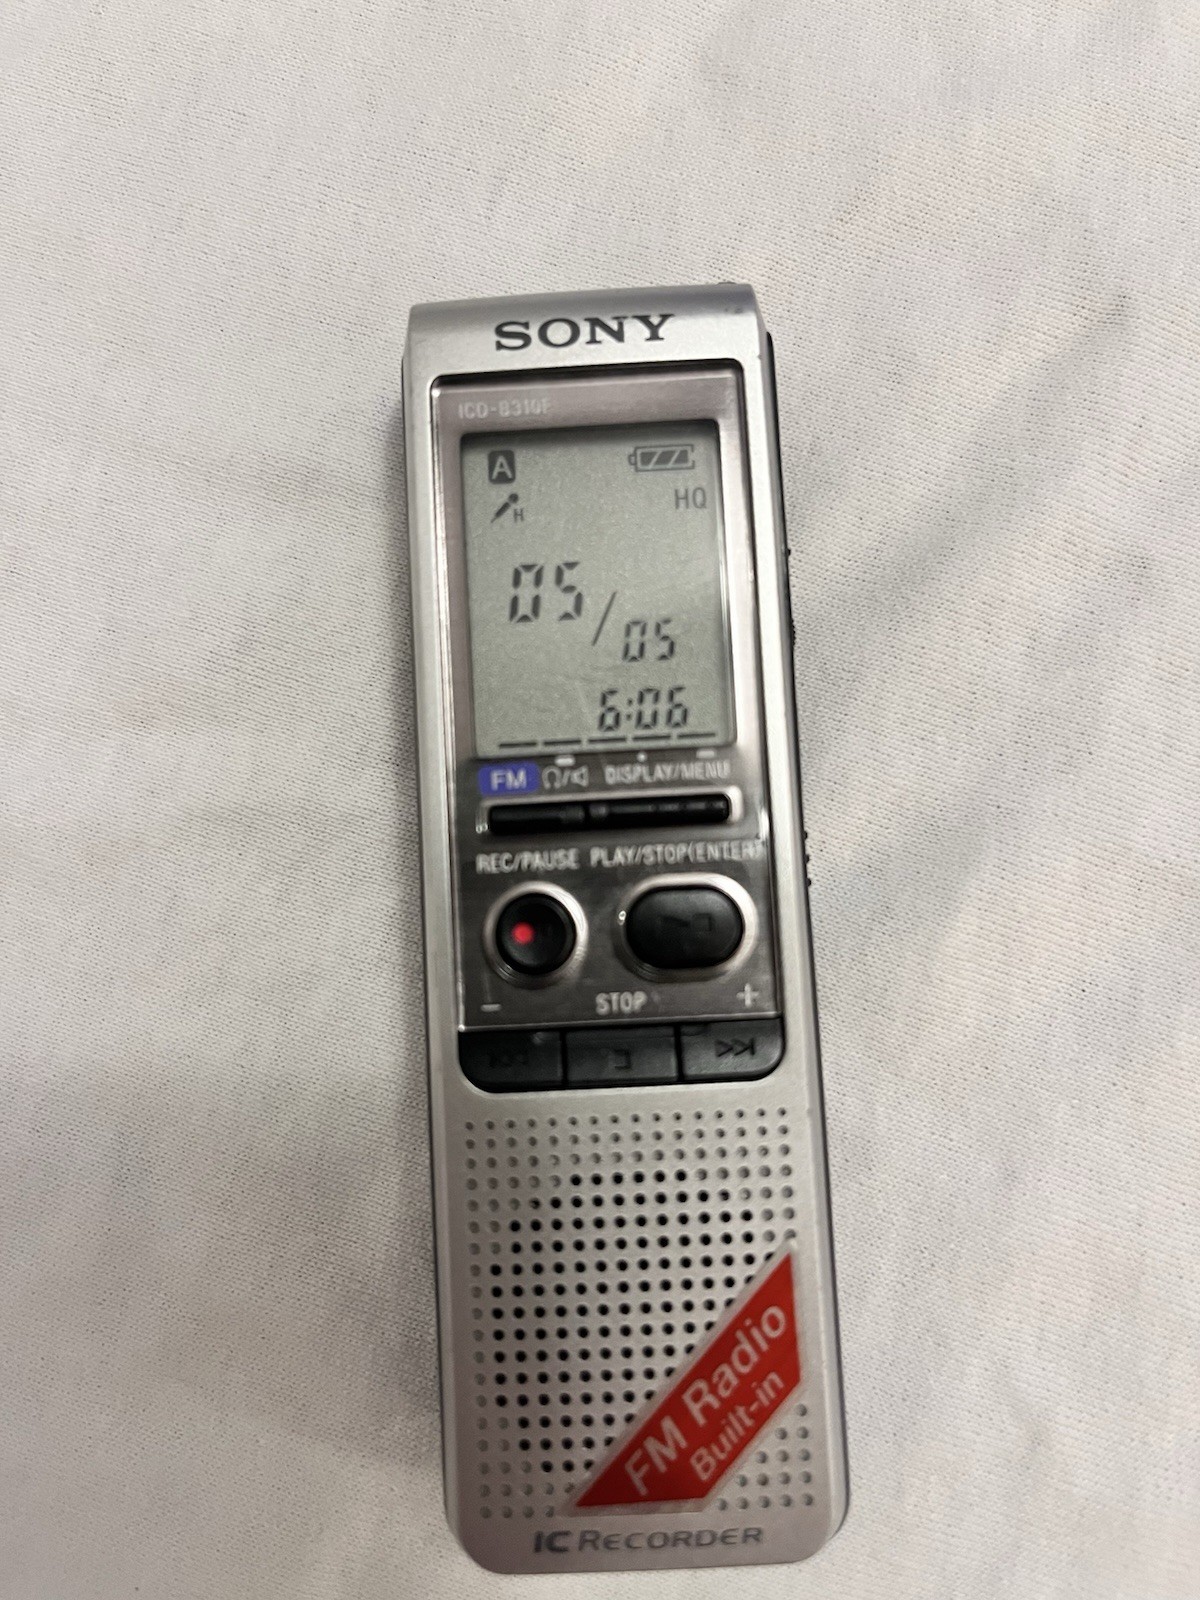 SONY
ICD-B310F
A
H
HQ
05/05
6:06
FM DISPLAY/MENU
REC/PAUSE PLAY/STOP(ENTER)
- STOP +
FM Radio
Built-in
IC RECORDER